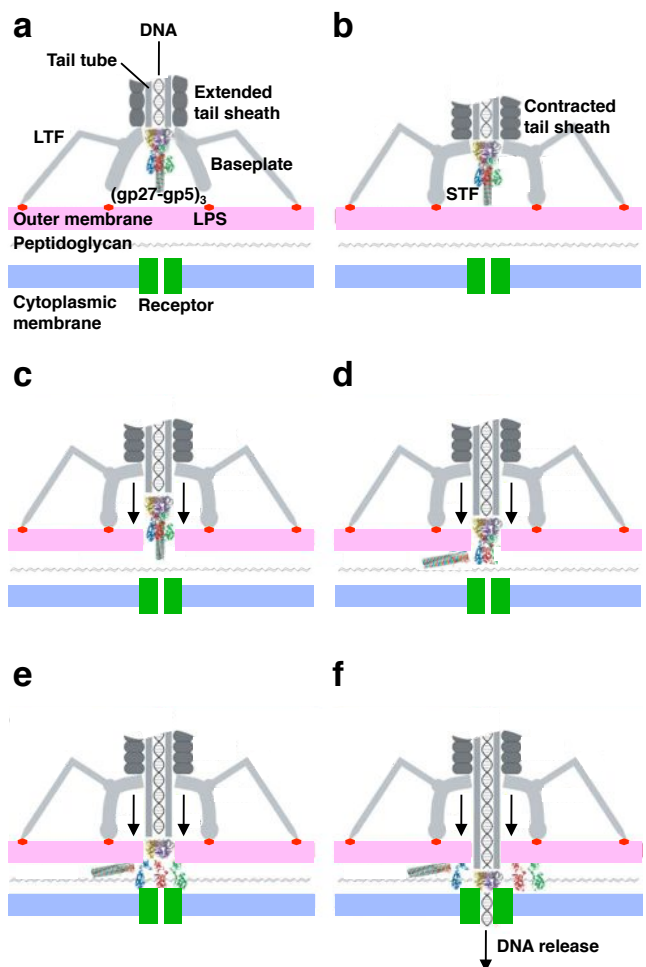 a
DNA
Tail tube
Extended
tail sheath
LTF
Baseplate
(gp27-gp5)3
Outer membrane
LPS
Peptidoglycan
Cytoplasmic
membrane
Receptor
b
Contracted
tail sheath
STF
c
d
e
f
DNA release